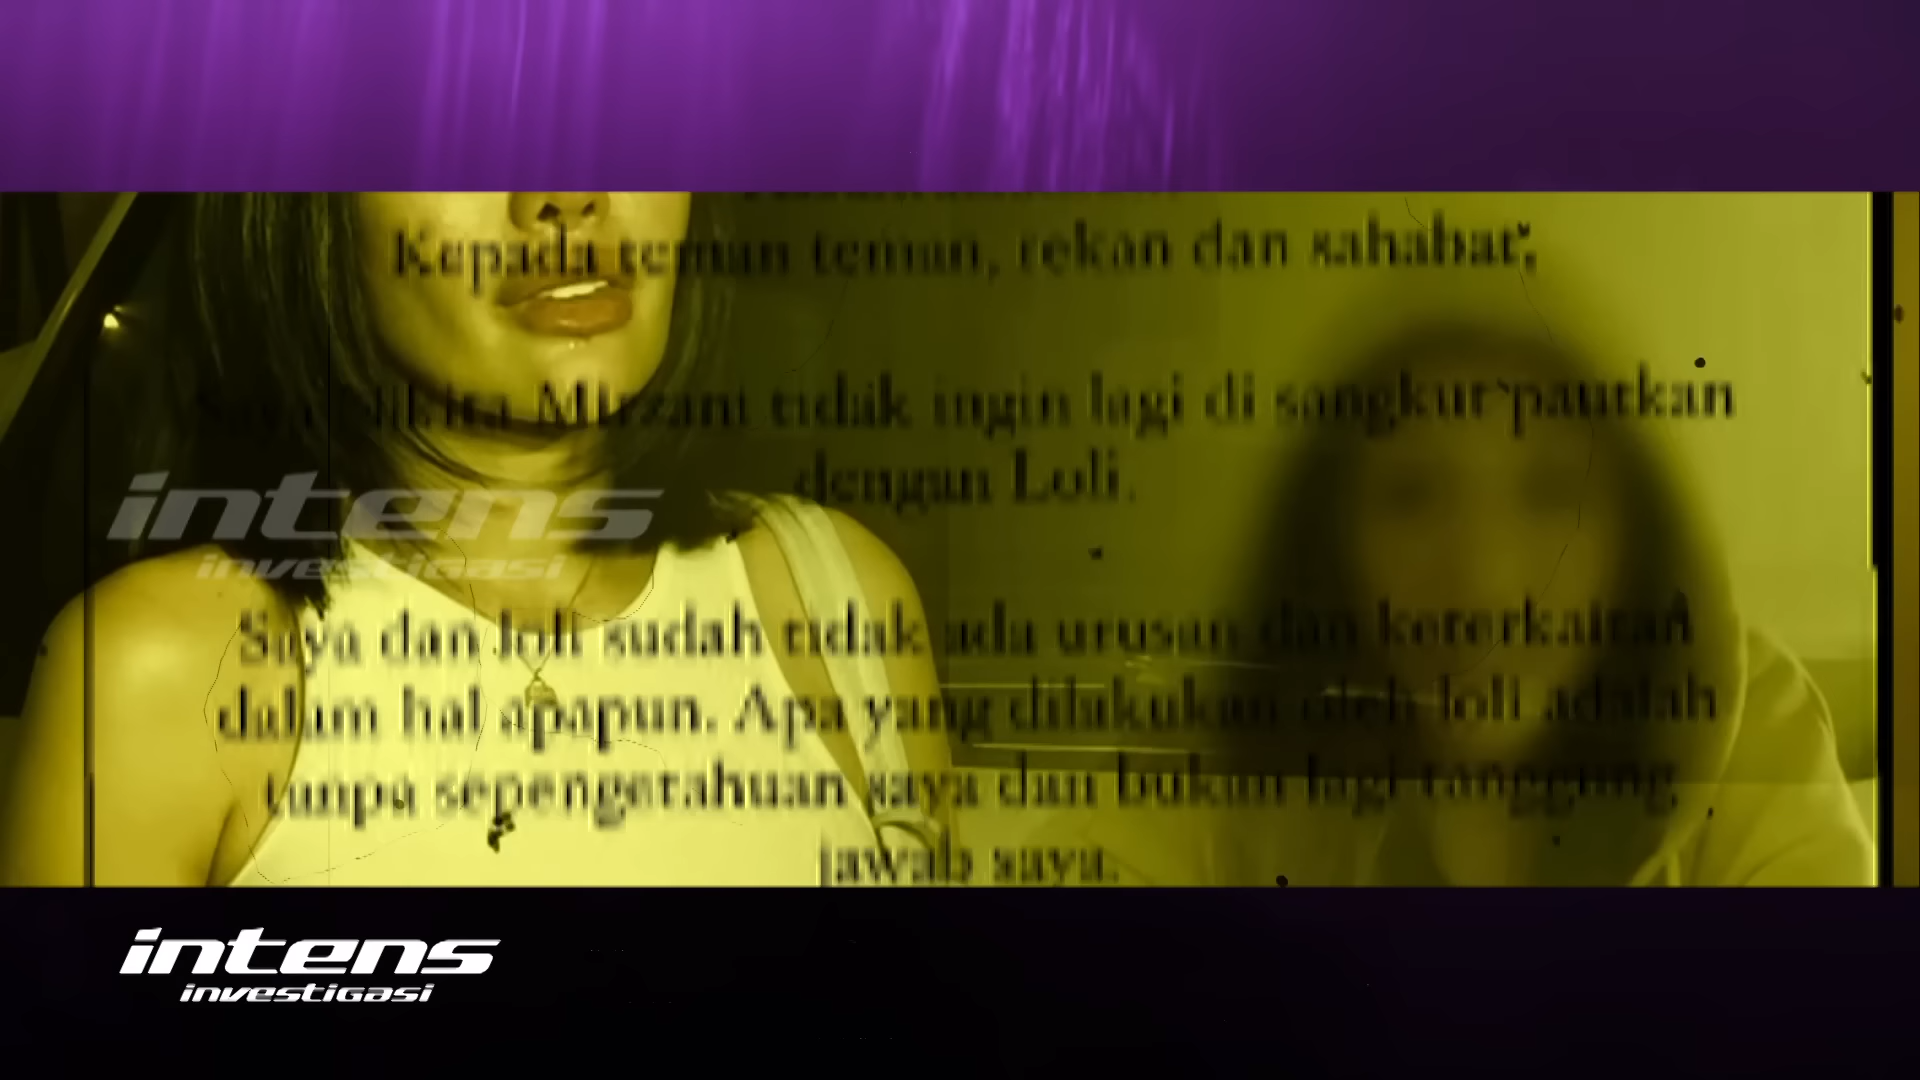 Kepada teman teman, rekan dan sahabat,
Saya Nikita Mirzani tidak ingin lagi di sangkut pautkan
dengan Loli.
intens
investigasi
Saya dan loli sudah tidak ada urusan dan keterkaitan
dalam hal apapun. Apa yang dilakukan oleh loli adalah
tanpa sepengetahuan saya dan bukan lagi tanggung
jawab saya.
intens
investigasi